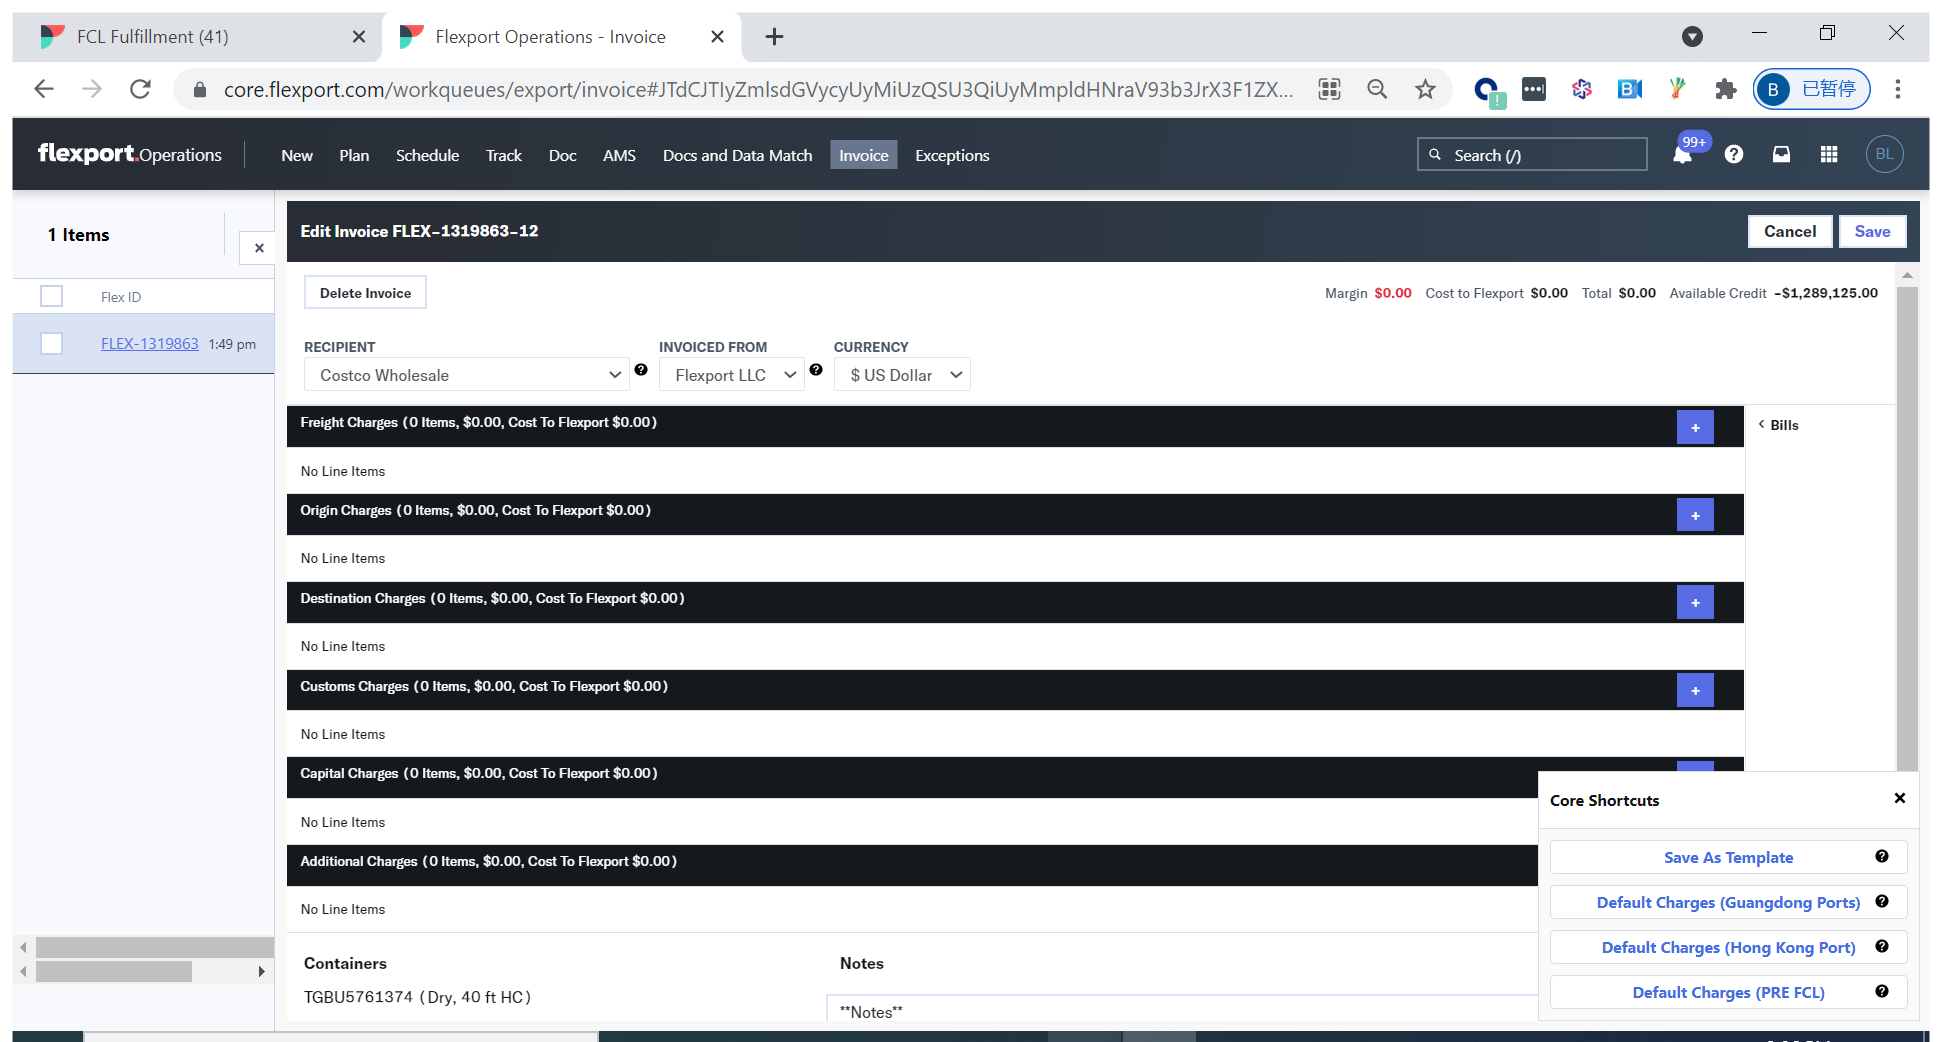 FCL Fulfillment (41)
Flexport Operations - Invoice
core.flexport.com/workqueues/export/invoice#JTdCJTIyZmlsdGVycyUyMiUzQSU3QiUyMmpldHNraV93b3JrX3F1ZX...
B 已暂停
flexport.Operations
New Plan Schedule Track Doc AMS Docs and Data Match Invoice Exceptions
Search (/)
99+
BL
1 Items
Flex ID
FLEX-1319863 1:49 pm
Edit Invoice FLEX-1319863-12
Cancel
Save
Delete Invoice
Margin $0.00 Cost to Flexport $0.00 Total $0.00 Available Credit -$1,289,125.00
RECIPIENT INVOICED FROM CURRENCY
Costco Wholesale Flexport LLC $ US Dollar
Freight Charges (0 Items, $0.00, Cost To Flexport $0.00)
+
Bills
No Line Items
Origin Charges (0 Items, $0.00, Cost To Flexport $0.00)
+
No Line Items
Destination Charges (0 Items, $0.00, Cost To Flexport $0.00)
+
No Line Items
Customs Charges (0 Items, $0.00, Cost To Flexport $0.00)
+
No Line Items
Capital Charges (0 Items, $0.00, Cost To Flexport $0.00)
No Line Items
Additional Charges (0 Items, $0.00, Cost To Flexport $0.00)
No Line Items
Containers
TGBU5761374 (Dry, 40 ft HC)
Notes
**Notes**
Core Shortcuts
Save As Template
Default Charges (Guangdong Ports)
Default Charges (Hong Kong Port)
Default Charges (PRE FCL)